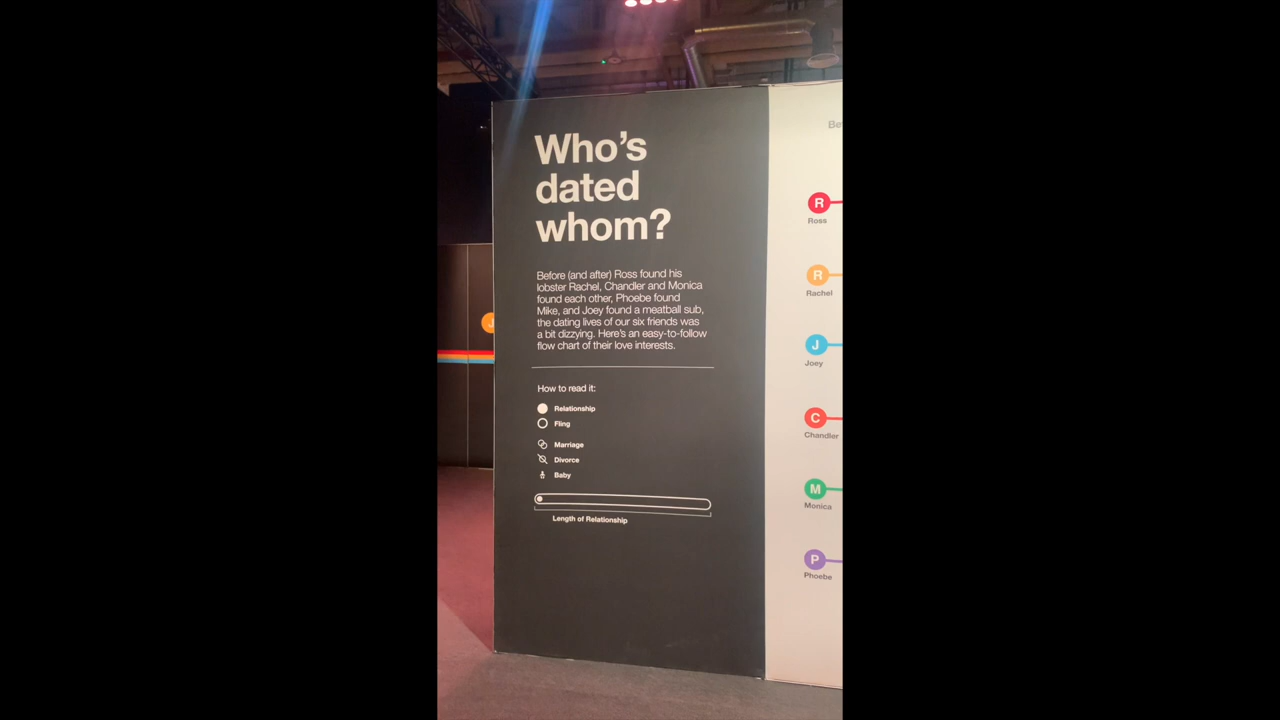 Who's
dated
whom?
Before (and after) Ross found his
lobster Rachel, Chandler and Monica
found each other, Phoebe found
Mike, and Joey found a meatball sub,
the dating lives of our six friends was
a bit dizzying. Here's an easy-to-follow
flow chart of their love interests.
How to read it:
Relationship
Fling
Marriage
Divorce
Baby
Length of Relationship
R
Ross
R
Rachel
J
Joey
C
Chandler
M
Monica
P
Phoebe